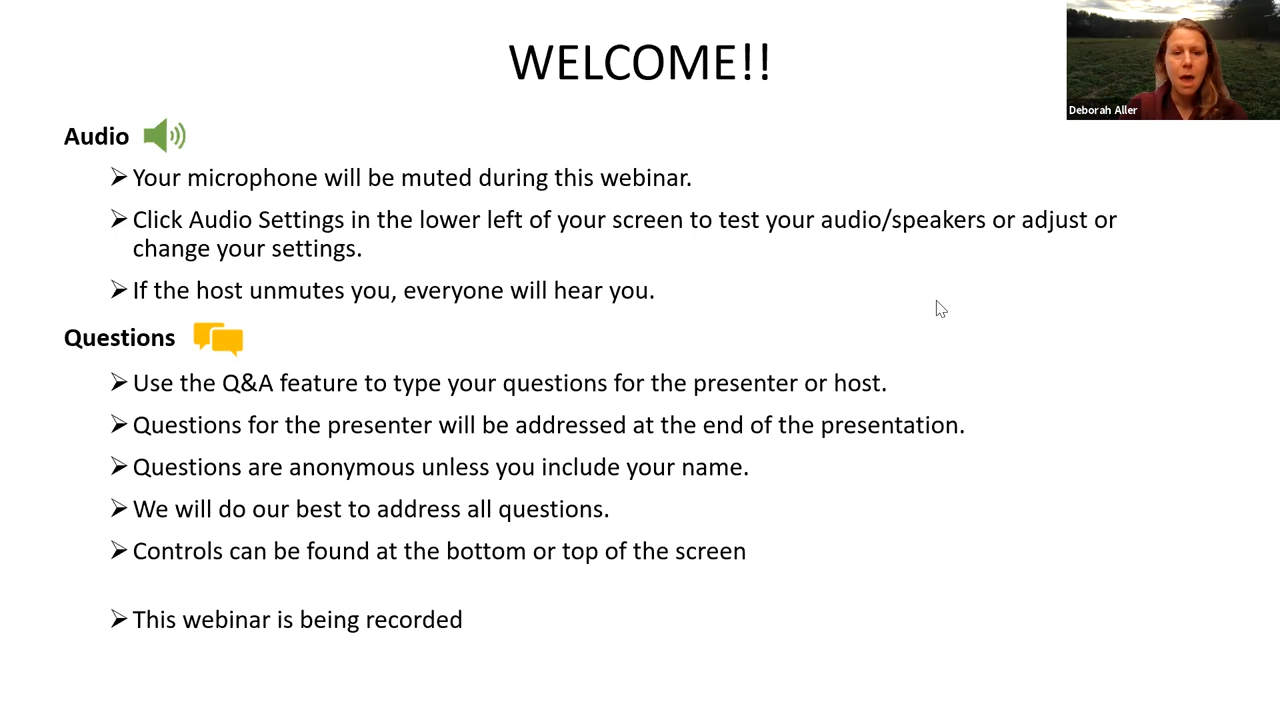 WELCOME!!
Deborah Aller
Audio
Your microphone will be muted during this webinar.
Click Audio Settings in the lower left of your screen to test your audio/speakers or adjust or
change your settings.
If the host unmutes you, everyone will hear you.
Questions
Use the Q&A feature to type your questions for the presenter or host.
Questions for the presenter will be addressed at the end of the presentation.
Questions are anonymous unless you include your name.
We will do our best to address all questions.
Controls can be found at the bottom or top of the screen
This webinar is being recorded